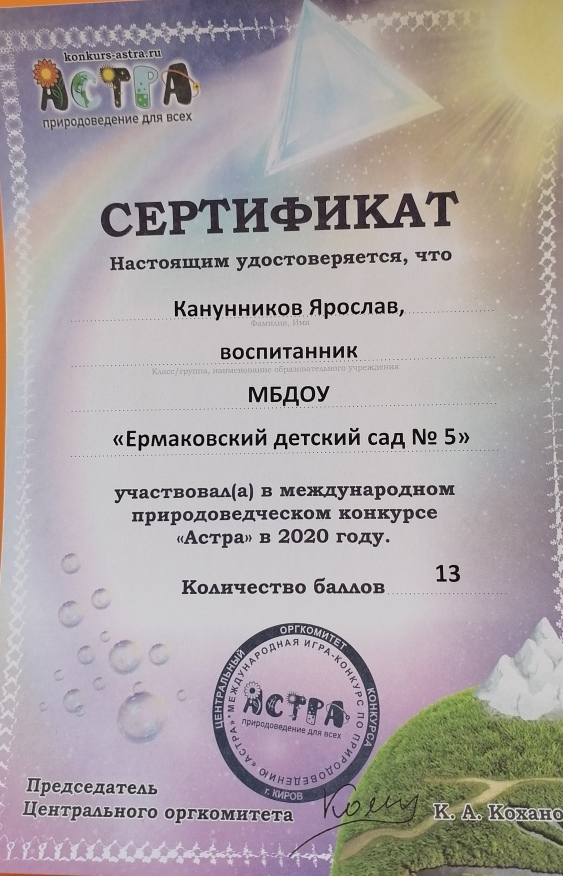 konkurs-astra.ru
АСТРА
природоведение для всех
СЕРТИФИКАТ
Настоящим удостоверяется, что
Канунников Ярослав,
Фамилия, Имя
воспитанник
Класс/группа, наименование образовательного учреждения
МБДОУ
«Ермаковский детский сад № 5»
участвовал(а) в международном
природоведческом конкурсе
«Астра» в 2020 году.
Количество баллов 13
ЦЕНТРАЛЬНЫЙ ОРГКОМИТЕТ КОНКУРСА
МЕЖДУНАРОДНАЯ ИГРА-КОНКУРС ПО ПРИРОДОВЕДЕНИЮ «АСТРА»
АСТРА
природоведение для всех
г. КИРОВ
Председатель
Центрального оргкомитета К. А. Кохано